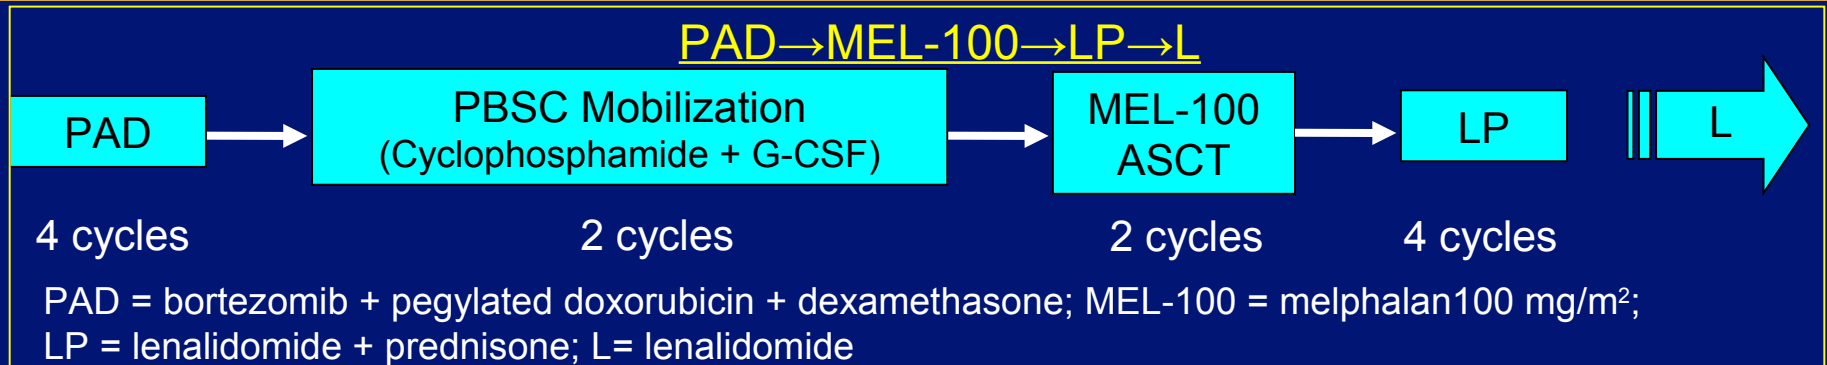 PAD→MEL-100→LP→L
PAD
PBSC Mobilization
(Cyclophosphamide + G-CSF)
MEL-100
ASCT
LP
L
4 cycles
2 cycles
2 cycles
4 cycles
PAD = bortezomib + pegylated doxorubicin + dexamethasone; MEL-100 = melphalan100 mg/m²;
LP = lenalidomide + prednisone; L= lenalidomide